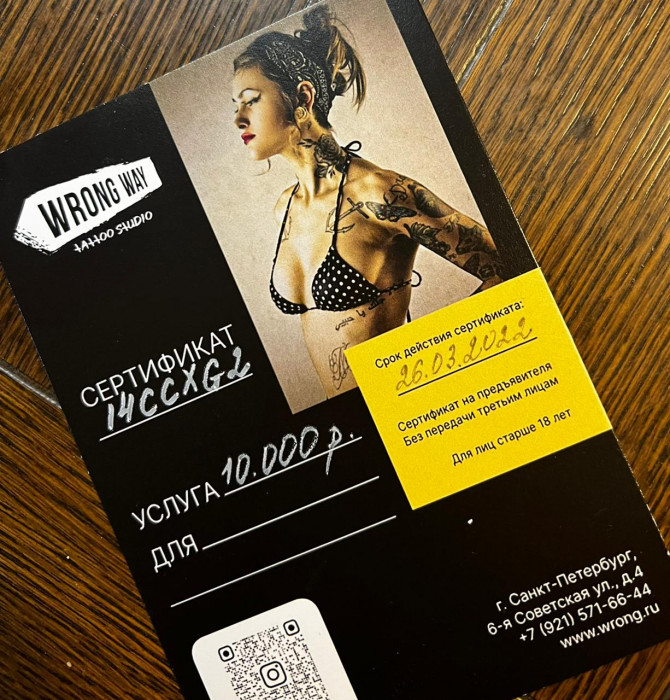 WRONG WAY
TATTOO STUDIO
СЕРТИФИКАТ
14CCXG2
УСЛУГА 10.000 р.
ДЛЯ
Срок действия сертификата:
26.03.2022
Сертификат на предъявителя
Без передачи третьим лицам
Для лиц старше 18 лет
г. Санкт-Петербург,
6-я Советская ул., д.4
+7 (921) 571-66-44
www.wrong.ru